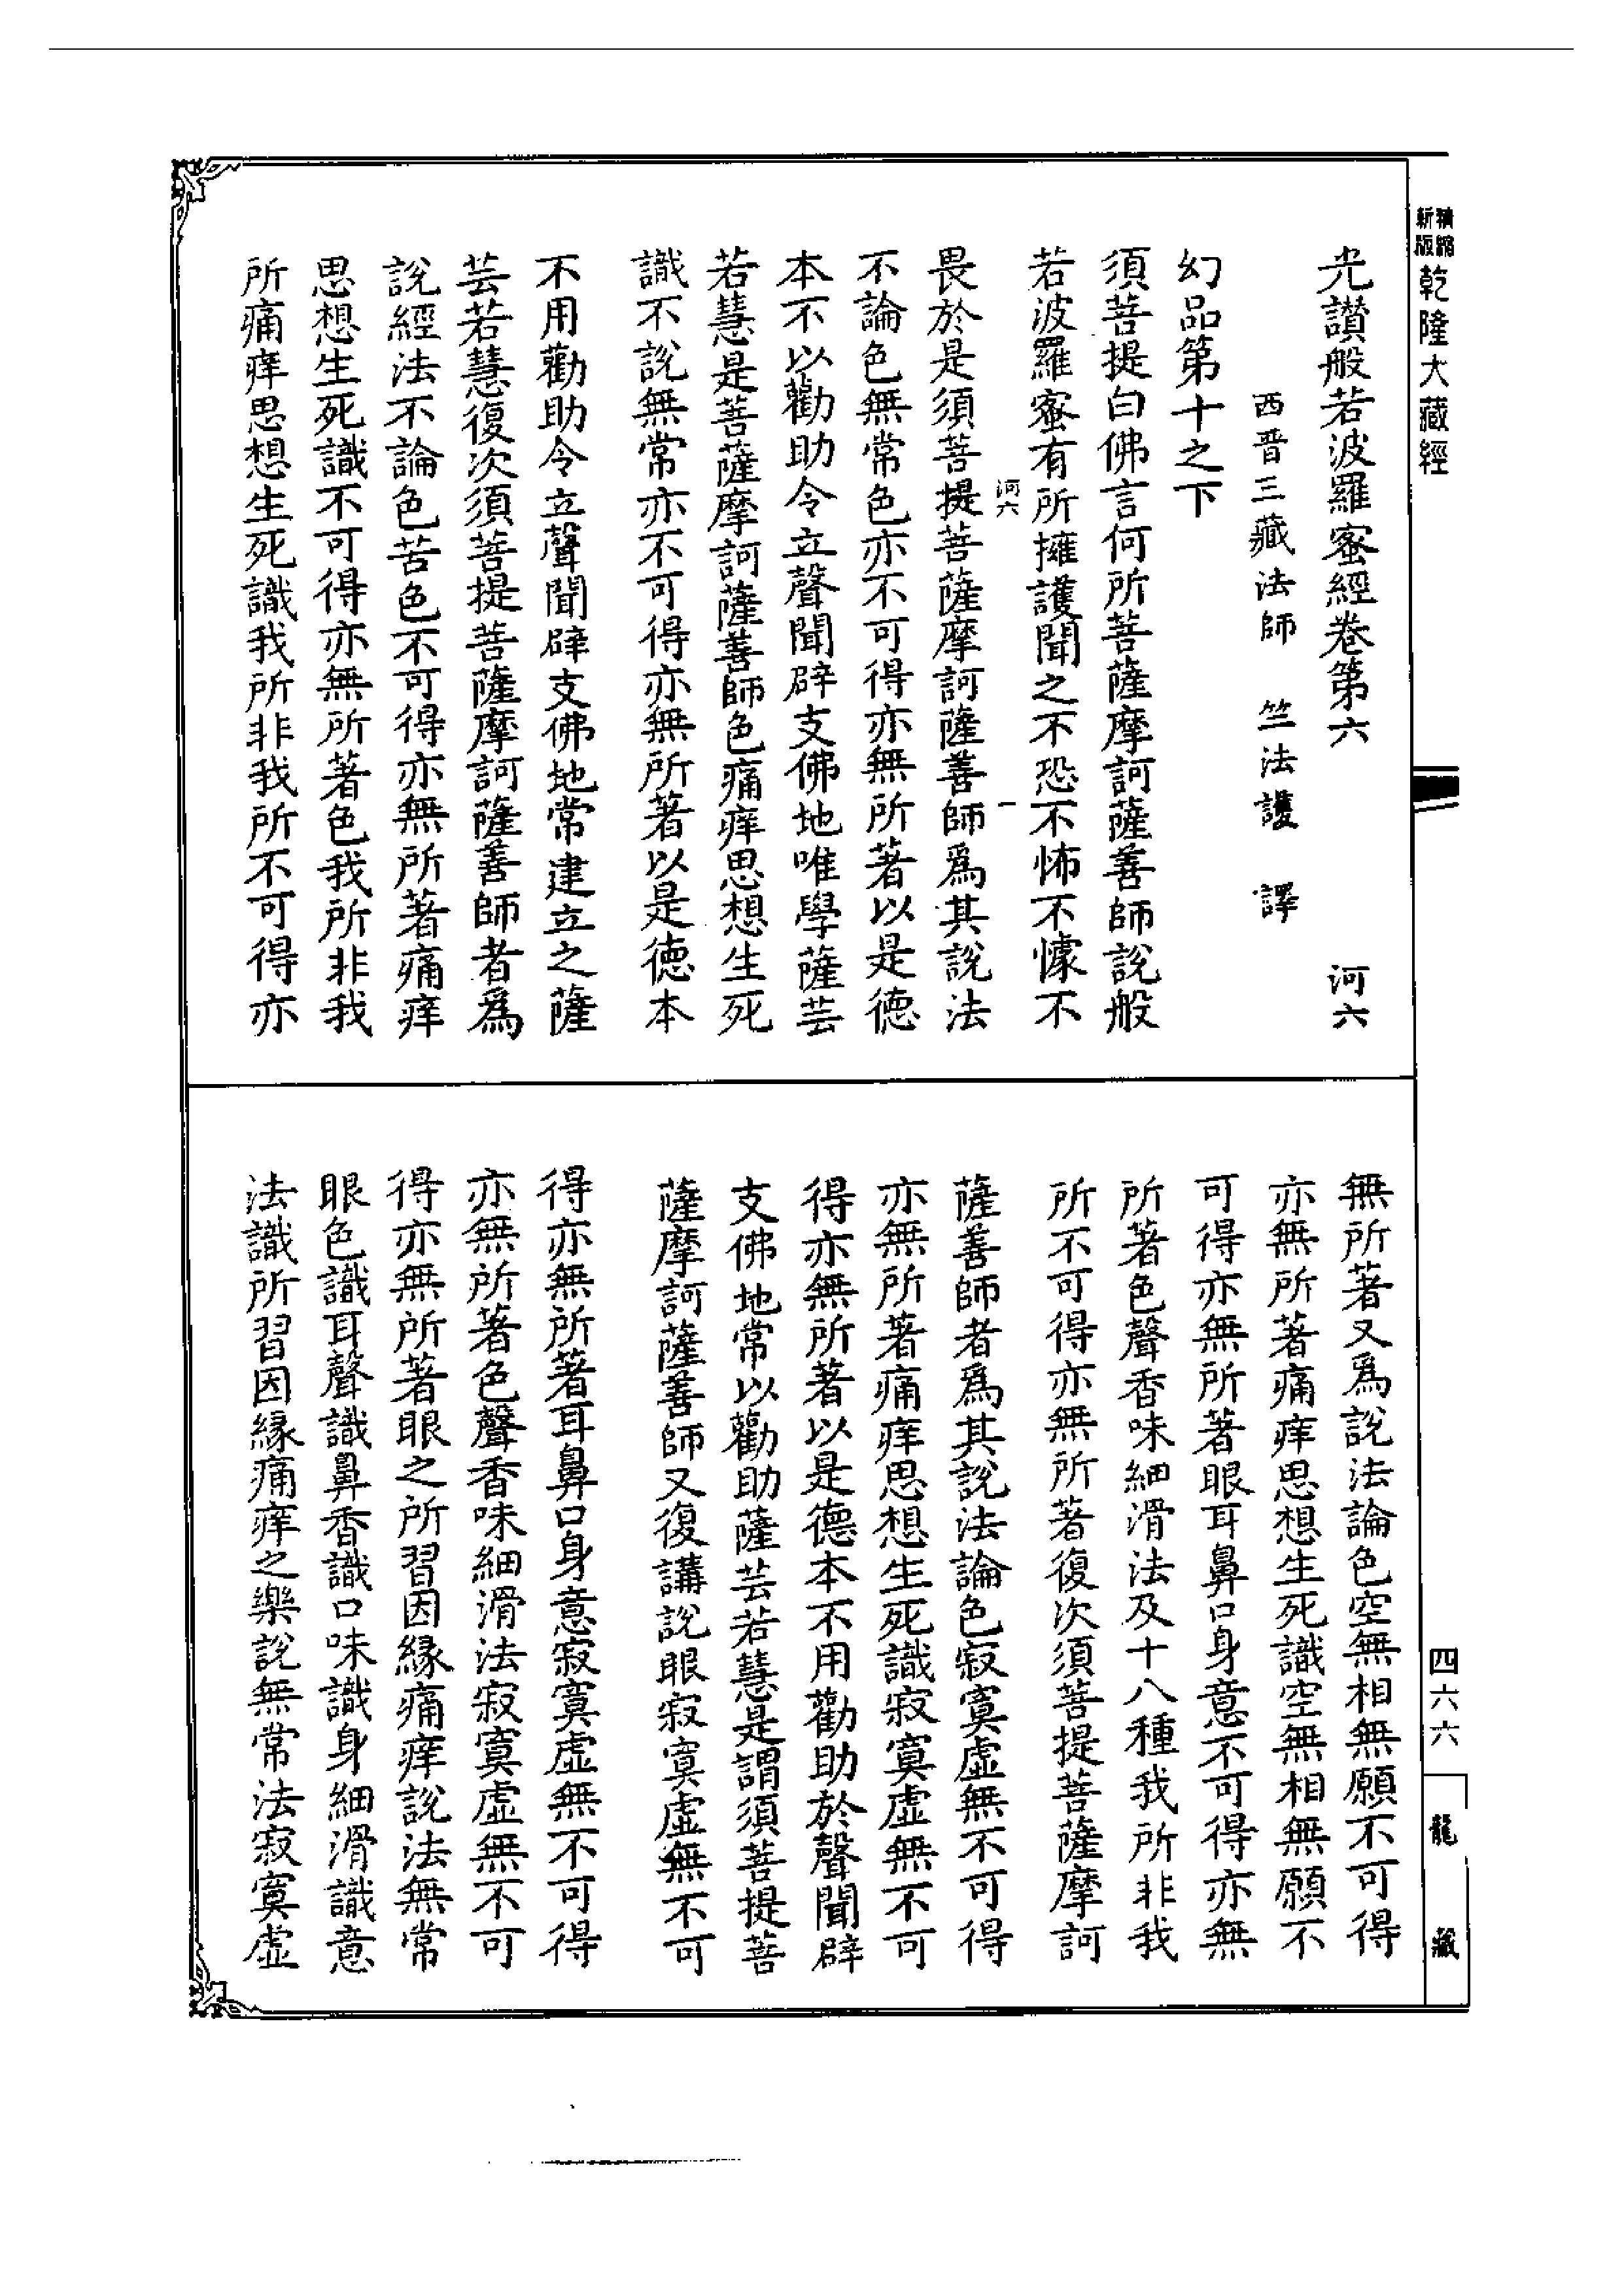 精縮新版乾隆大藏經
光讚般若波羅蜜經卷第六 河六
西晉三藏法師 竺法護 譯
幻品第十之下
須菩提白佛言何所菩薩摩訶薩善師說般
若波羅蜜有所擁護聞之不恐不怖不懅不
河六 一
畏於是須菩提菩薩摩訶薩善師爲其說法
不論色無常色亦不可得亦無所著以是德
本不以勸助令立聲聞辟支佛地唯學薩芸
若慧是菩薩摩訶薩善師色痛痒思想生死
識不說無常亦不可得亦無所著以是德本
不用勸助令立聲聞辟支佛地常建立之薩
芸若慧復次須菩提菩薩摩訶薩善師者爲
說經法不論色苦色不可得亦無所著痛痒
思想生死識不可得亦無所著色我所非我
所痛痒思想生死識我所非我所不可得亦
無所著又爲說法論色空無相無願不可得
亦無所著痛痒思想生死識空無相無願不
可得亦無所著眼耳鼻口身意不可得亦無
所著色聲香味細滑法及十八種我所非我
所不可得亦無所著復次須菩提菩薩摩訶
薩善師者爲其說法論色寂寞虛無不可得
亦無所著痛痒思想生死識寂寞虛無不可
得亦無所著以是德本不用勸助於聲聞辟
支佛地常以勸助薩芸若慧是謂須菩提菩
薩摩訶薩善師又復講說眼寂寞虛無不可
得亦無所著耳鼻口身意寂寞虛無不可得
亦無所著色聲香味細滑法寂寞虛無不可
得亦無所著眼之所習因緣痛痒說法無常
眼色識耳聲識鼻香識口味識身細滑識意
法識所習因緣痛痒之樂說無常法寂寞虛
四六六
龍藏